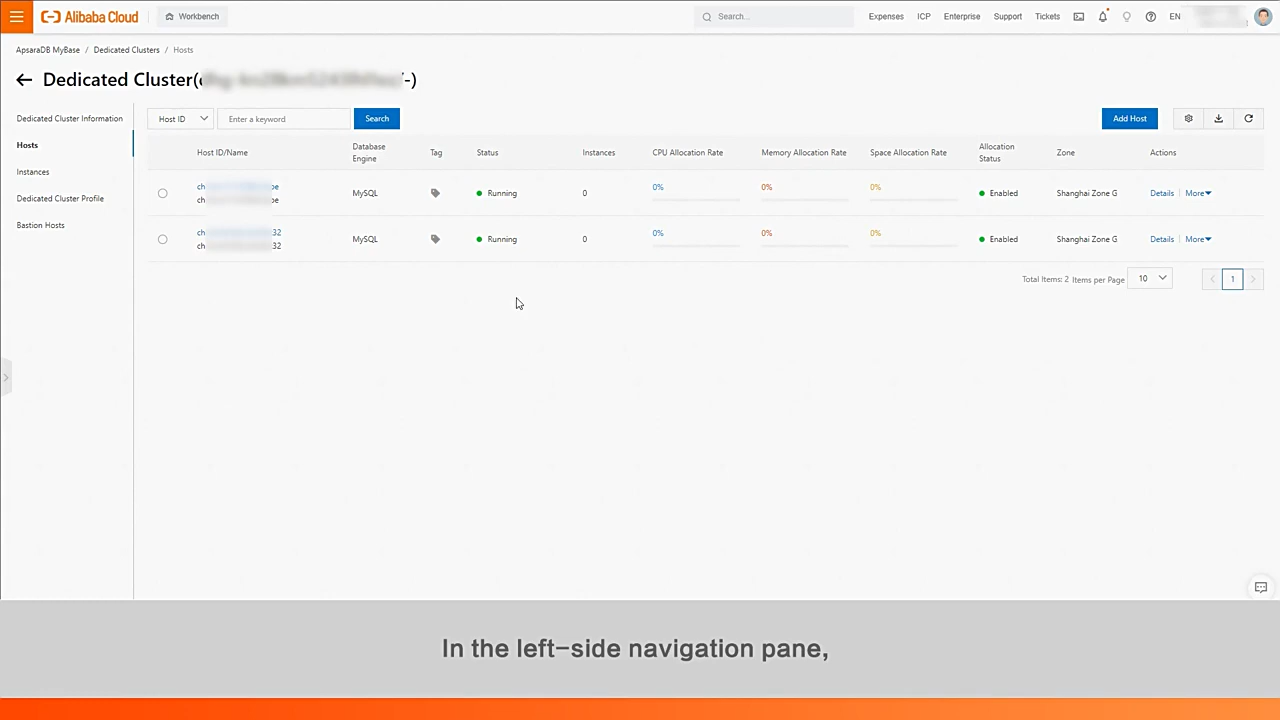 Alibaba Cloud Workbench Search... Expenses ICP Enterprise Support Tickets EN
ApsaraDB MyBase / Dedicated Clusters / Hosts
Dedicated Cluster( -)
Dedicated Cluster Information
Hosts
Instances
Dedicated Cluster Profile
Bastion Hosts
Host ID Enter a keyword Search Add Host
Host ID/Name Database Engine Tag Status Instances CPU Allocation Rate Memory Allocation Rate Space Allocation Rate Allocation Status Zone Actions
MySQL Running 0 0% 0% 0% Enabled Shanghai Zone G Details More
MySQL Running 0 0% 0% 0% Enabled Shanghai Zone G Details More
Total Items: 2 Items per Page 10 1
In the left-side navigation pane,